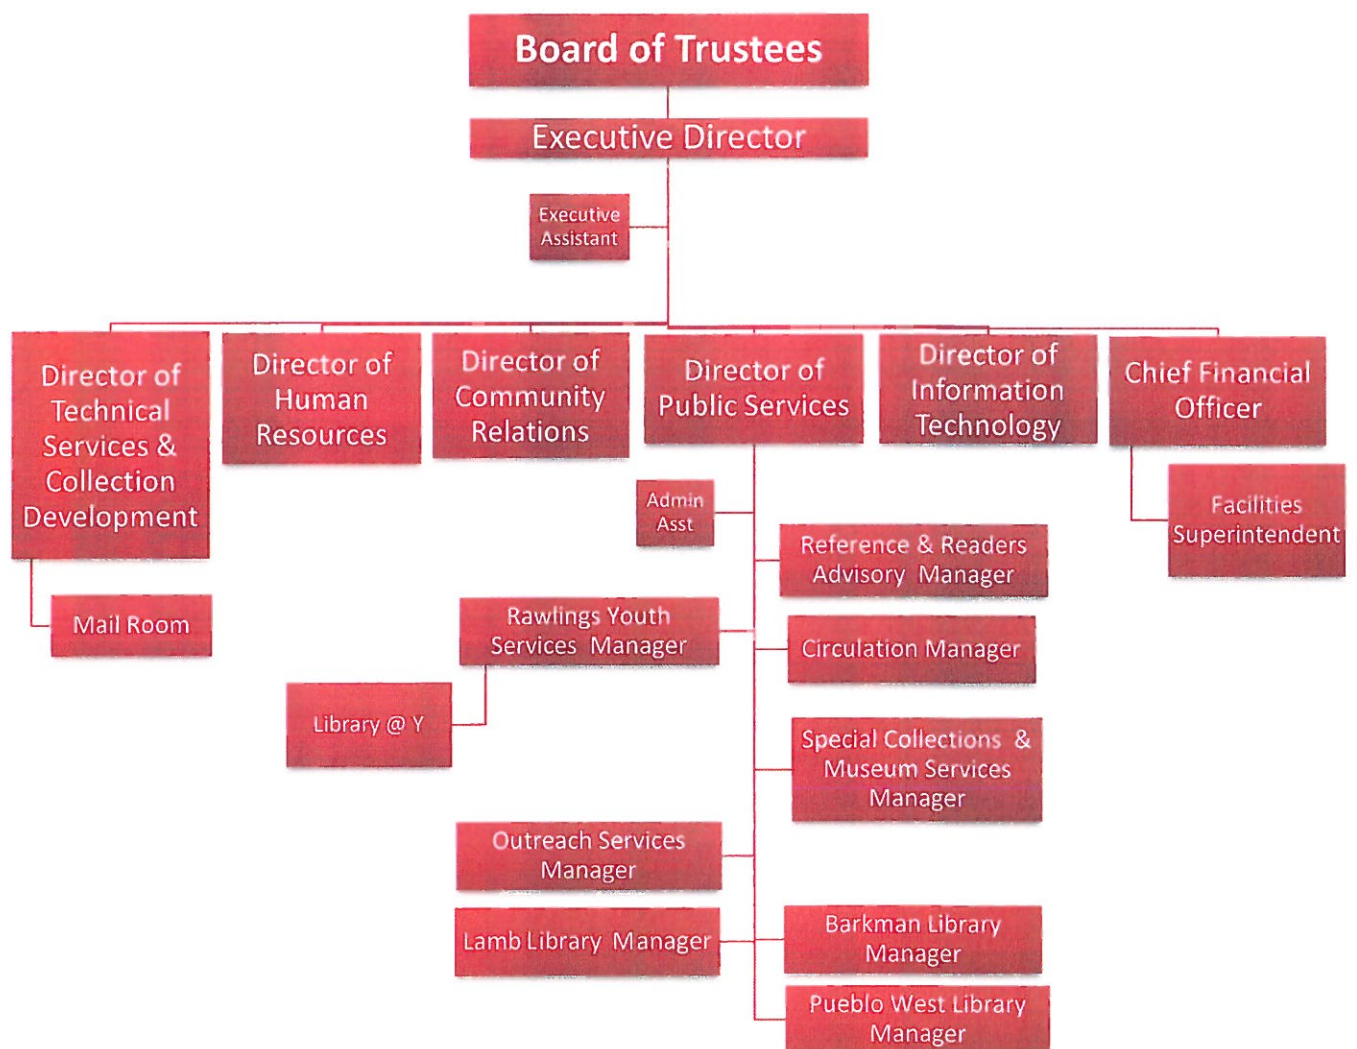 Board of Trustees
Executive Director
Executive
Assistant
Director of
Technical
Services &
Collection
Development
Director of
Human
Resources
Director of
Community
Relations
Director of
Public Services
Director of
Information
Technology
Chief Financial
Officer
Mail Room
Admin
Asst
Facilities
Superintendent
Reference & Readers
Advisory Manager
Rawlings Youth
Services Manager
Circulation Manager
Library @ Y
Special Collections &
Museum Services
Manager
Outreach Services
Manager
Lamb Library Manager
Barkman Library
Manager
Pueblo West Library
Manager